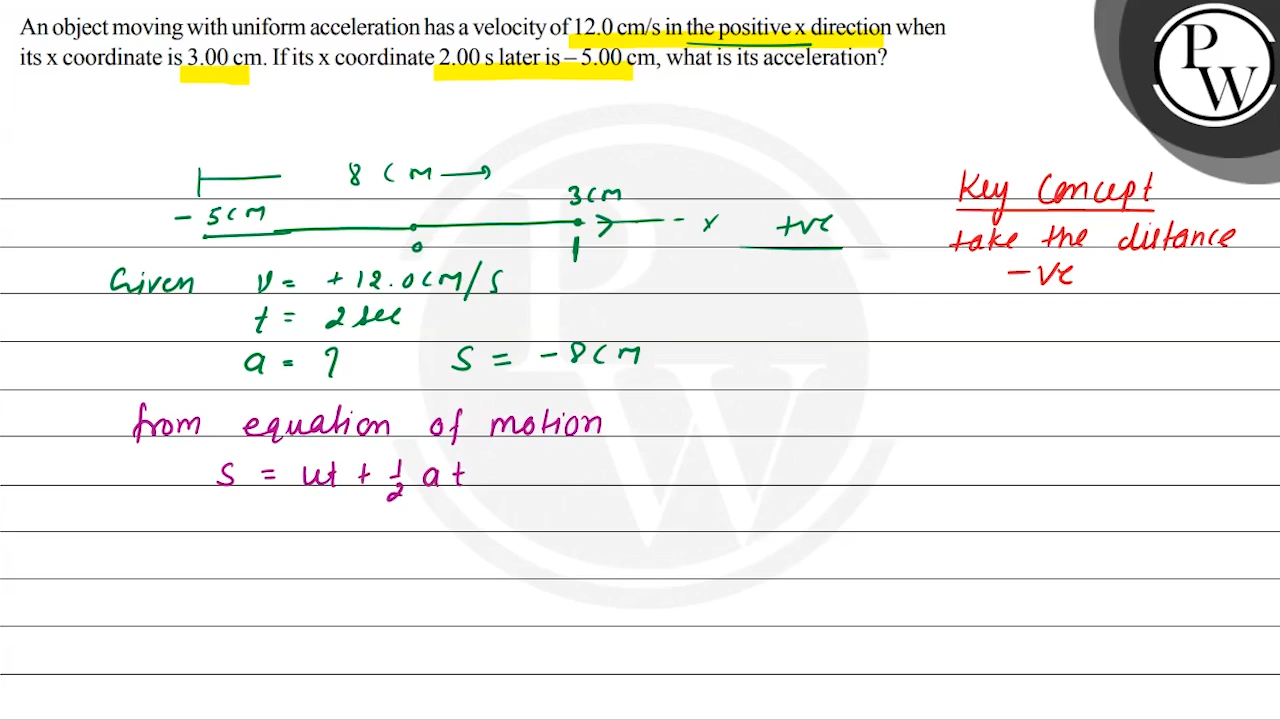 An object moving with uniform acceleration has a velocity of 12.0 cm/s in the positive x direction when
its x coordinate is 3.00 cm. If its x coordinate 2.00 s later is – 5.00 cm, what is its acceleration?
P
W
8 CM
3CM
- 5CM
x
+ve
0
Key Concept
take the distance
-ve
Given v = +12.0CM/S
t = 2 sec
a = ? S = -8CM
from equation of motion
S = ut + 1/2 a t
PW